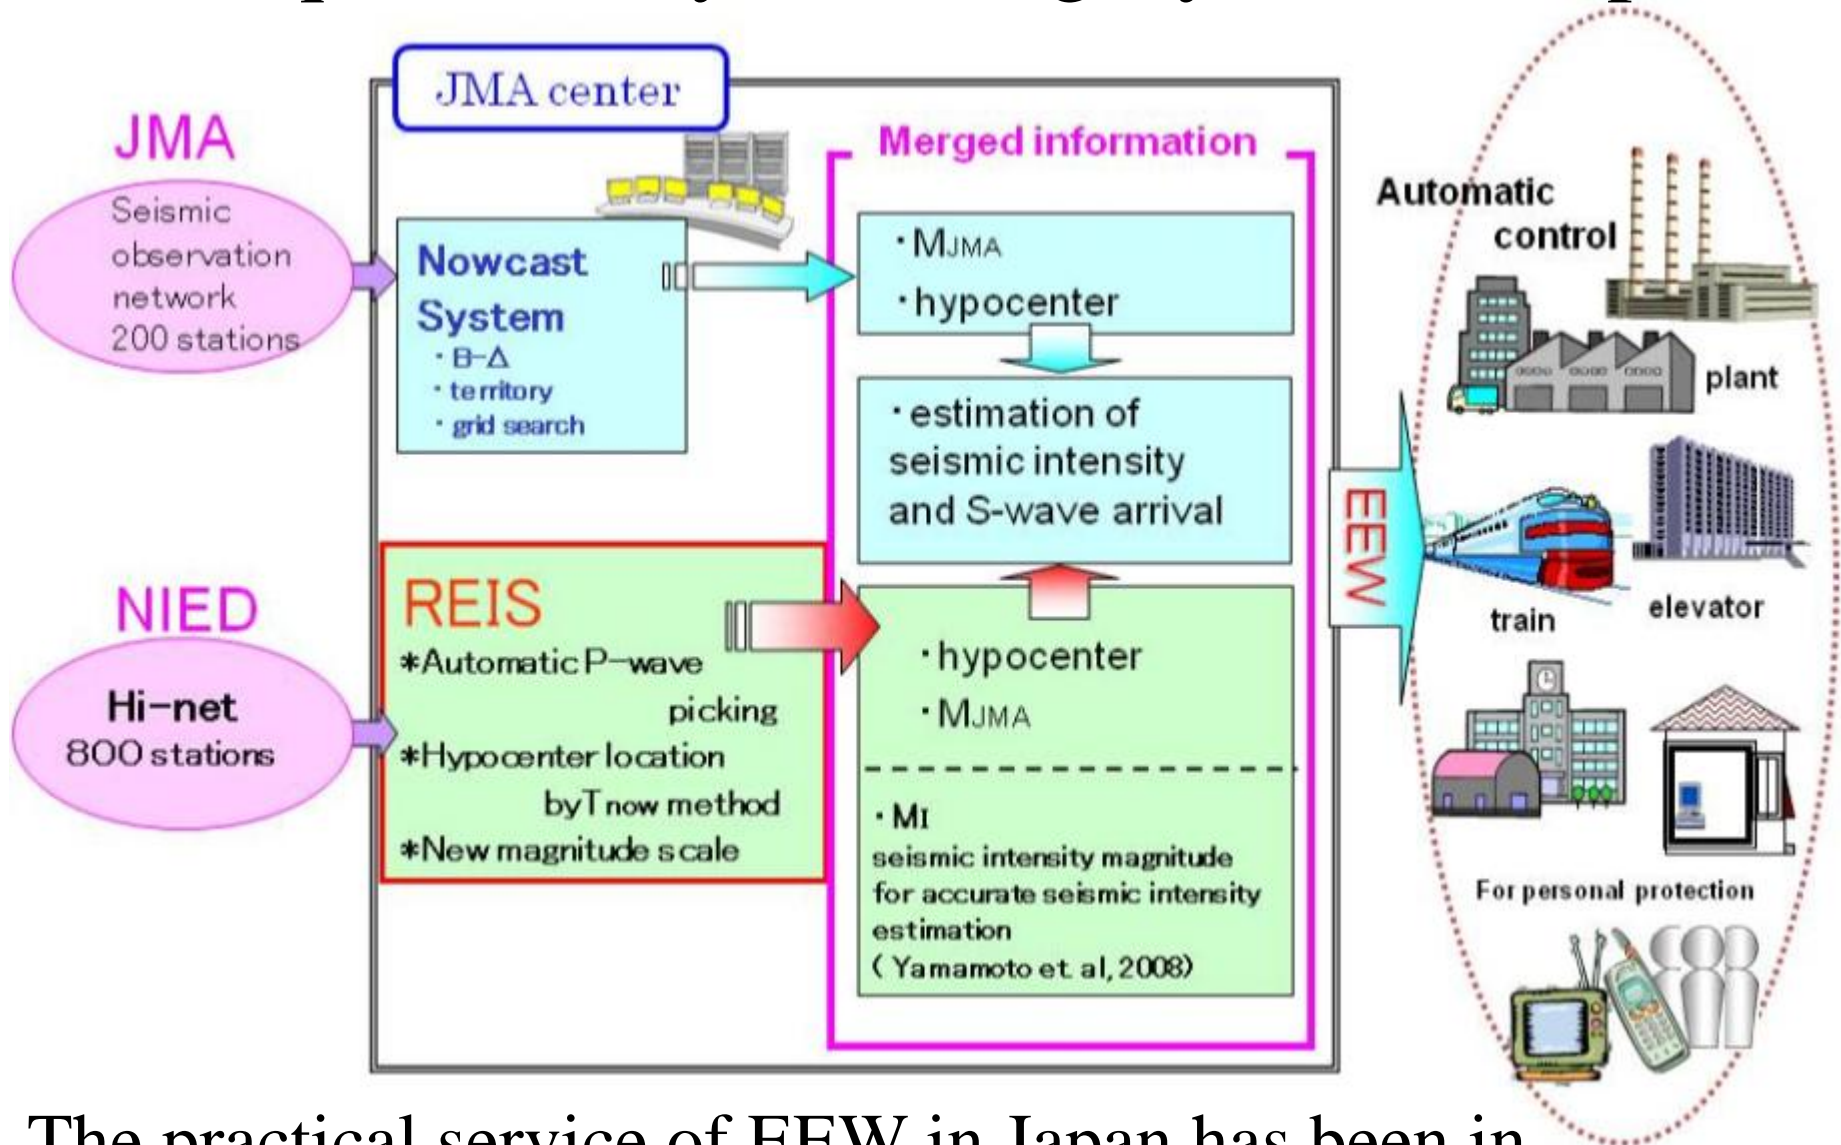 JMA center
JMA
Seismic
observation
network
200 stations
Nowcast
System
・B-Δ
・territory
・grid search
Merged information
・MJMA
・hypocenter
・estimation of
seismic intensity
and S-wave arrival
NIED
Hi-net
800 stations
REIS
*Automatic P-wave
picking
*Hypocenter location
by Tnow method
*New magnitude scale
・hypocenter
・MJMA
・MI
seismic intensity magnitude
for accurate seismic intensity
estimation
( Yamamoto et. al, 2008)
EEW
Automatic
control
plant
train
elevator
For personal protection
The practical service of EEW in Japan has been in